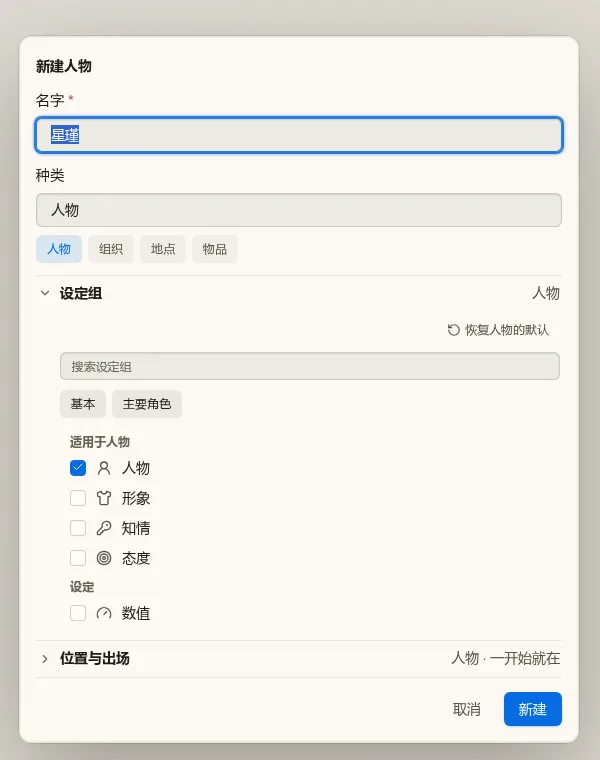 新建人物
名字 *
星瑾
种类
人物
人物 组织 地点 物品
设定组 人物
恢复人物的默认
搜索设定组
基本 主要角色
适用于人物
人物
形象
知情
态度
设定
数值
位置与出场 人物 · 一开始就在
取消 新建